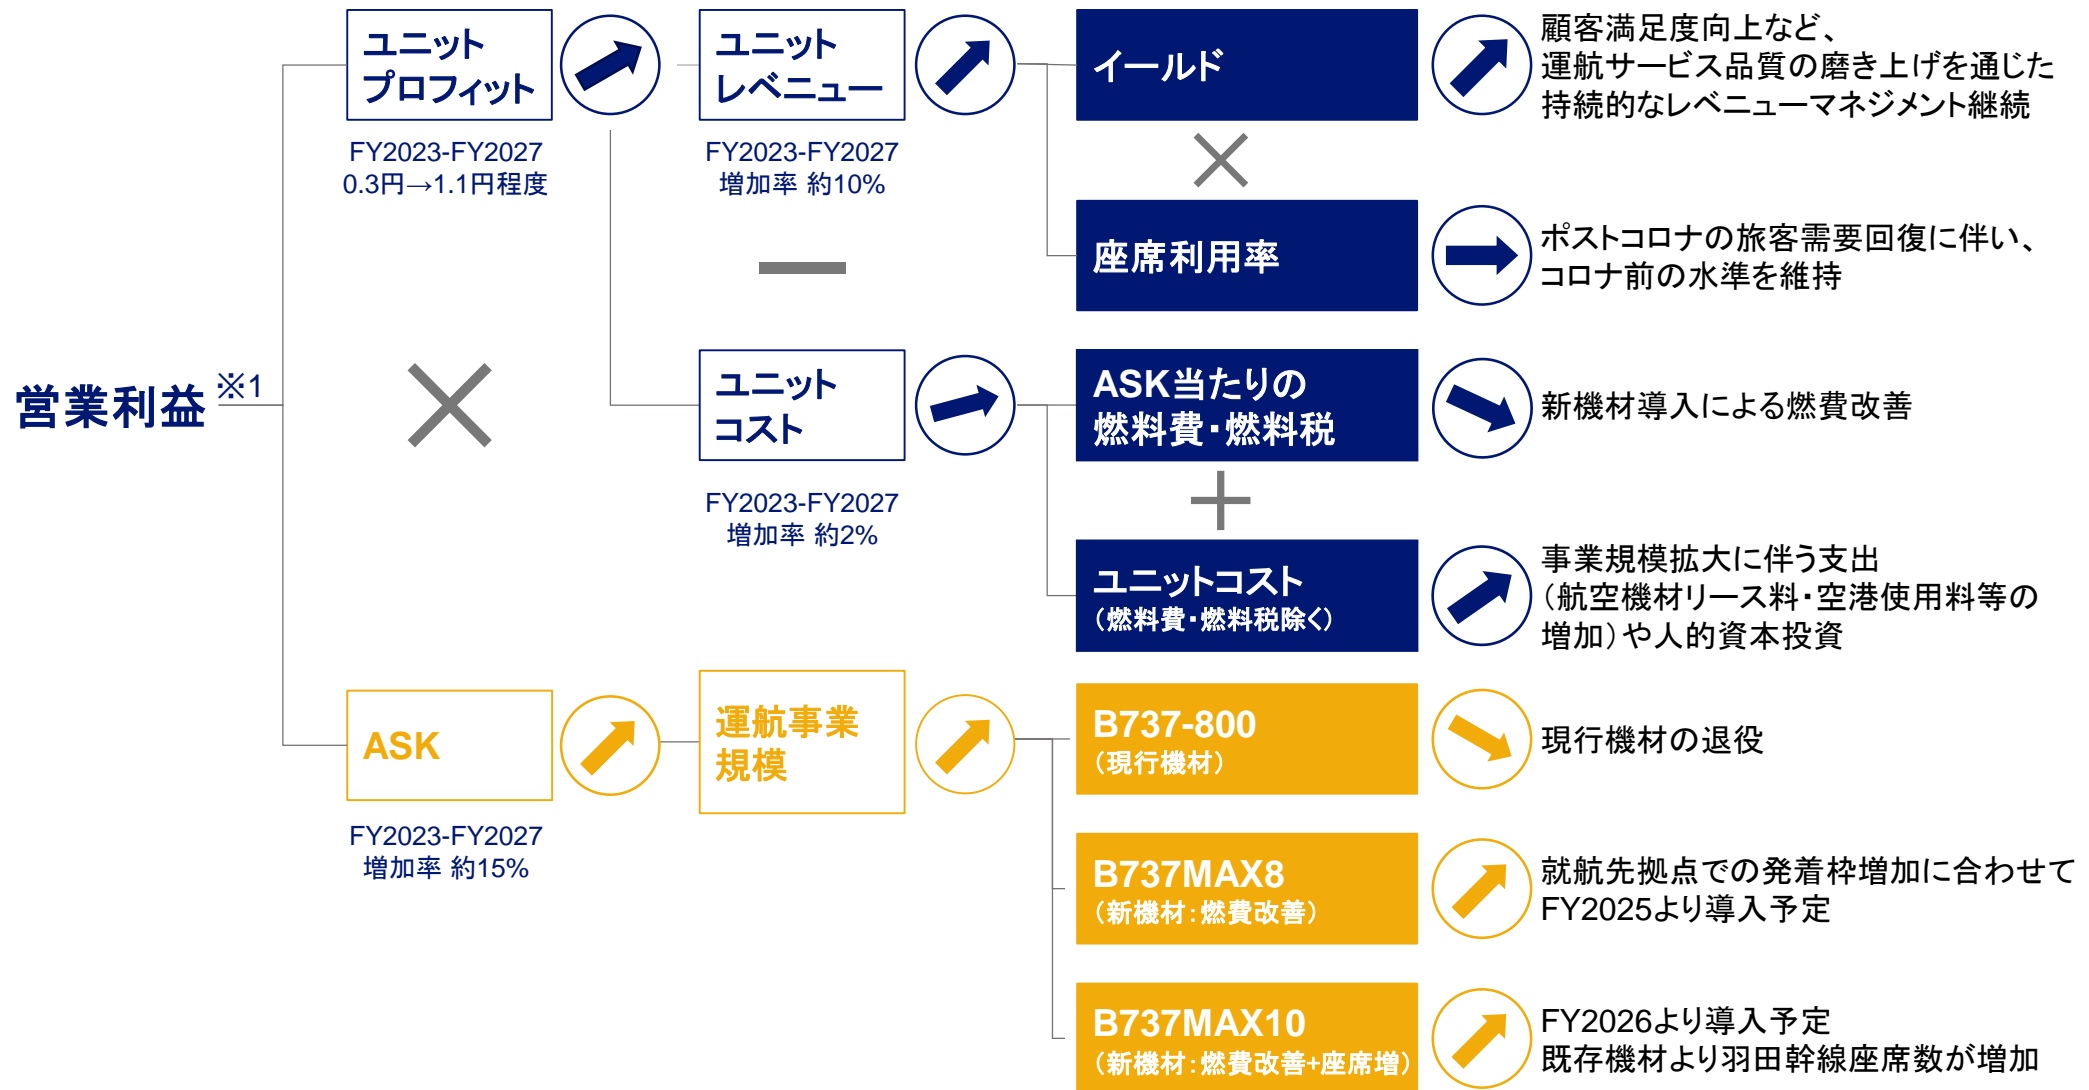 営業利益 ※1
ユニット
プロフィット
FY2023-FY2027
0.3円→1.1円程度
×
ユニット
レベニュー
FY2023-FY2027
増加率 約10%
ー
ユニット
コスト
FY2023-FY2027
増加率 約2%
イールド
顧客満足度向上など、
運航サービス品質の磨き上げを通じた
持続的なレベニューマネジメント継続
×
座席利用率
ポストコロナの旅客需要回復に伴い、
コロナ前の水準を維持
ASK当たりの
燃料費・燃料税
新機材導入による燃費改善
+
ユニットコスト
（燃料費・燃料税除く）
事業規模拡大に伴う支出
（航空機材リース料・空港使用料等の
増加）や人的資本投資
ASK
FY2023-FY2027
増加率 約15%
運航事業
規模
B737-800
（現行機材）
現行機材の退役
B737MAX8
（新機材：燃費改善）
就航先拠点での発着枠増加に合わせて
FY2025より導入予定
B737MAX10
（新機材：燃費改善+座席増）
FY2026より導入予定
既存機材より羽田幹線座席数が増加